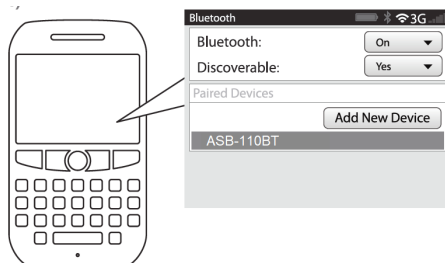 Bluetooth 3G
Bluetooth: On
Discoverable: Yes
Paired Devices
Add New Device
ASB-110BT